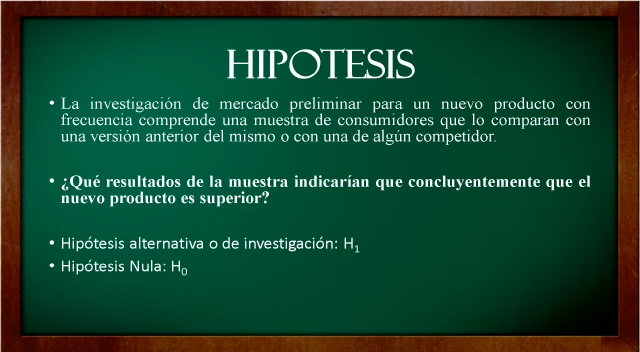 HIPOTESIS
• La investigación de mercado preliminar para un nuevo producto con
frecuencia comprende una muestra de consumidores que lo comparan con
una versión anterior del mismo o con una de algún competidor.
• ¿Qué resultados de la muestra indicarían que concluyentemente que el
nuevo producto es superior?
• Hipótesis alternativa o de investigación: H₁
• Hipótesis Nula: H₀